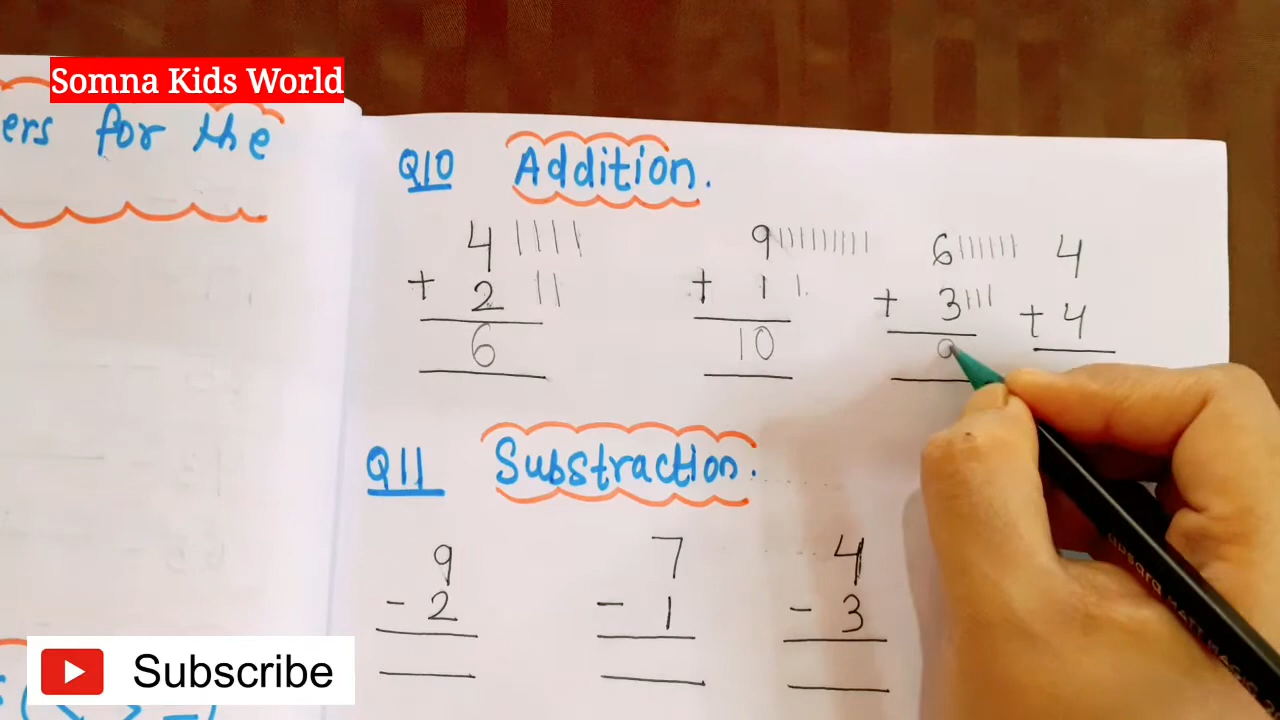 Somna Kids World
ers for the
Q10 Addition.
4 9 6 4
+ 2 + 1 + 3 + 4
6 10 9
Q11 Substraction.
9 7 4
- 2 - 1 - 3
Subscribe